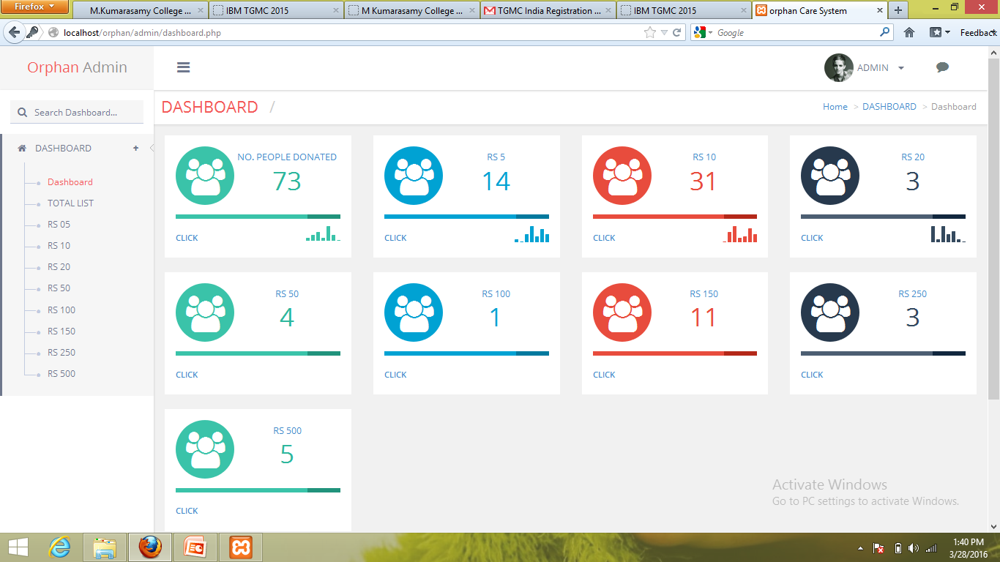 Firefox
M.Kumarasamy College ...
IBM TGMC 2015
M Kumarasamy College ...
TGMC India Registration ...
IBM TGMC 2015
orphan Care System
localhost/orphan/admin/dashboard.php
Google
Feedback
Orphan Admin
ADMIN
Search Dashboard...
DASHBOARD /
Home > DASHBOARD > Dashboard
DASHBOARD
Dashboard
TOTAL LIST
RS 05
RS 10
RS 20
RS 50
RS 100
RS 150
RS 250
RS 500
NO. PEOPLE DONATED
73
CLICK
RS 5
14
CLICK
RS 10
31
CLICK
RS 20
3
CLICK
RS 50
4
CLICK
RS 100
1
CLICK
RS 150
11
CLICK
RS 250
3
CLICK
RS 500
5
CLICK
Activate Windows
Go to PC settings to activate Windows.
1:40 PM
3/28/2016